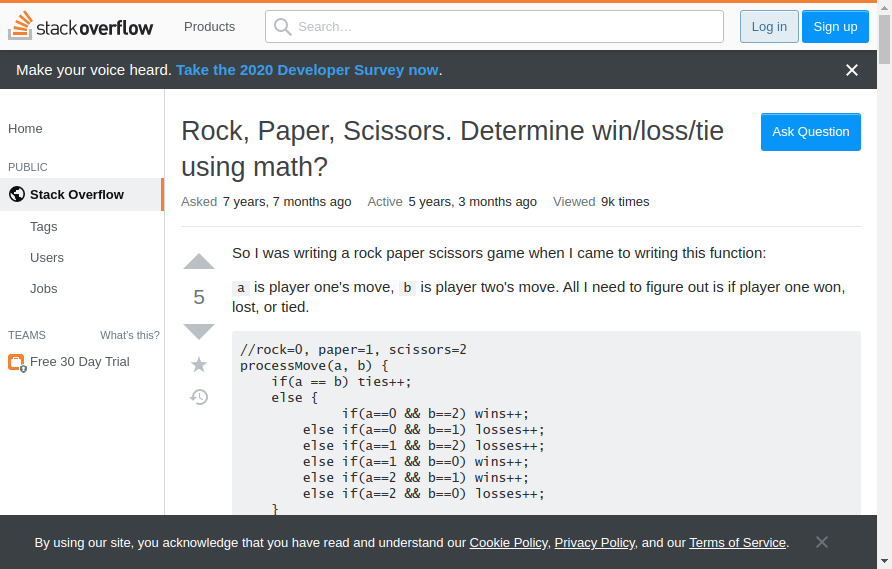 stackoverflow
Products
Search…
Log in
Sign up
Make your voice heard. Take the 2020 Developer Survey now.
Home
PUBLIC
Stack Overflow
Tags
Users
Jobs
TEAMS
What's this?
Free 30 Day Trial
Rock, Paper, Scissors. Determine win/loss/tie
using math?
Ask Question
Asked 7 years, 7 months ago Active 5 years, 3 months ago Viewed 9k times
5
So I was writing a rock paper scissors game when I came to writing this function:
a is player one's move, b is player two's move. All I need to figure out is if player one won,
lost, or tied.
//rock=0, paper=1, scissors=2
processMove(a, b) {
    if(a == b) ties++;
    else {
             if(a==0 && b==2) wins++;
        else if(a==0 && b==1) losses++;
        else if(a==1 && b==2) losses++;
        else if(a==1 && b==0) wins++;
        else if(a==2 && b==1) wins++;
        else if(a==2 && b==0) losses++;
    }
By using our site, you acknowledge that you have read and understand our Cookie Policy, Privacy Policy, and our Terms of Service.